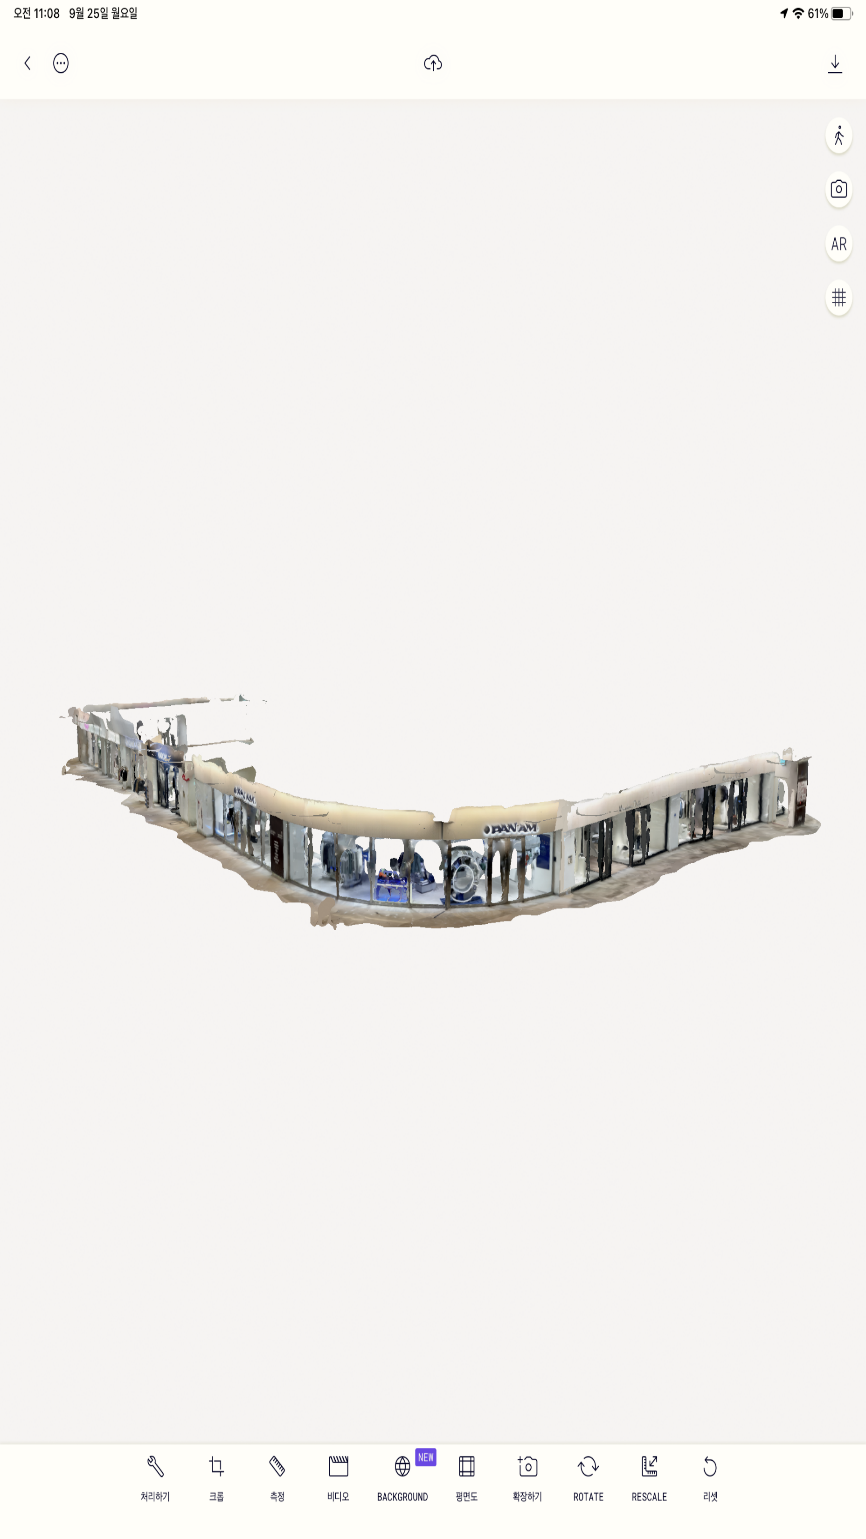 오전 11:08 9월 25일 월요일
61%
AR
PAN AM
PAN AM
처리하기
크롭
측정
비디오
NEW
BACKGROUND
평면도
확장하기
ROTATE
RESCALE
리셋